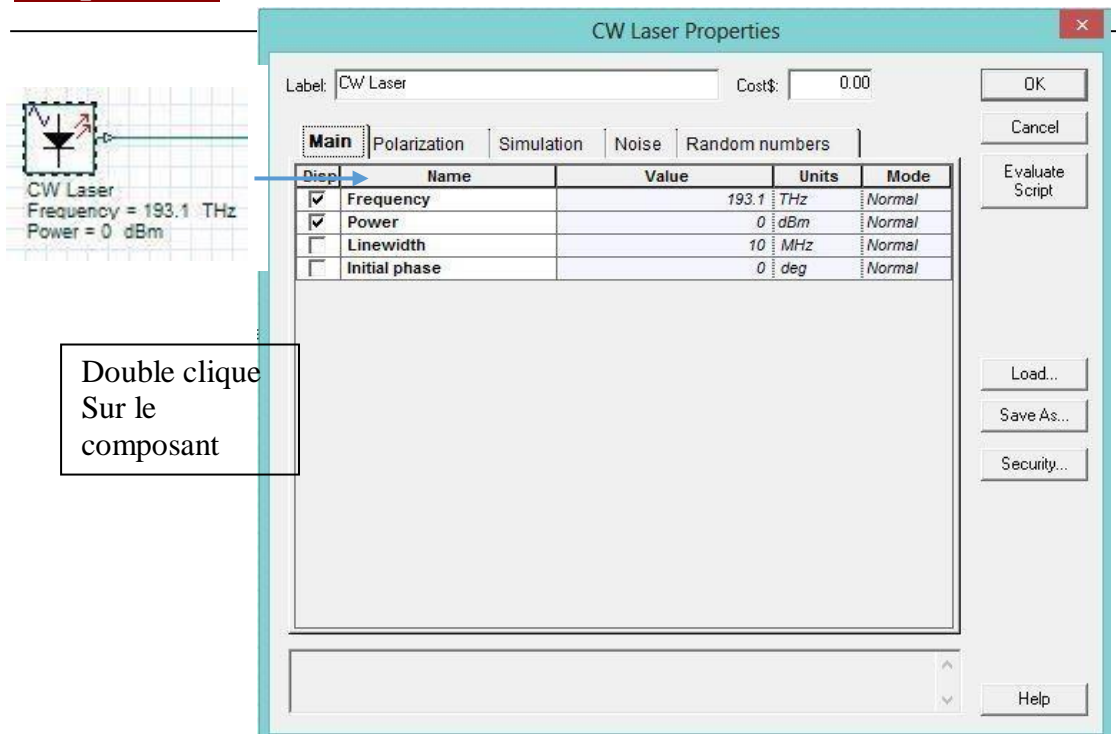 CW Laser Properties
Label: CW Laser Cost$: 0.00
OK
Cancel
Evaluate
Script
Main Polarization Simulation Noise Random numbers
Disp Name Value Units Mode
Frequency 193.1 THz Normal
Power 0 dBm Normal
Linewidth 10 MHz Normal
Initial phase 0 deg Normal
CW Laser
Frequency = 193.1 THz
Power = 0 dBm
Double clique
Sur le
composant
Load...
Save As...
Security...
Help